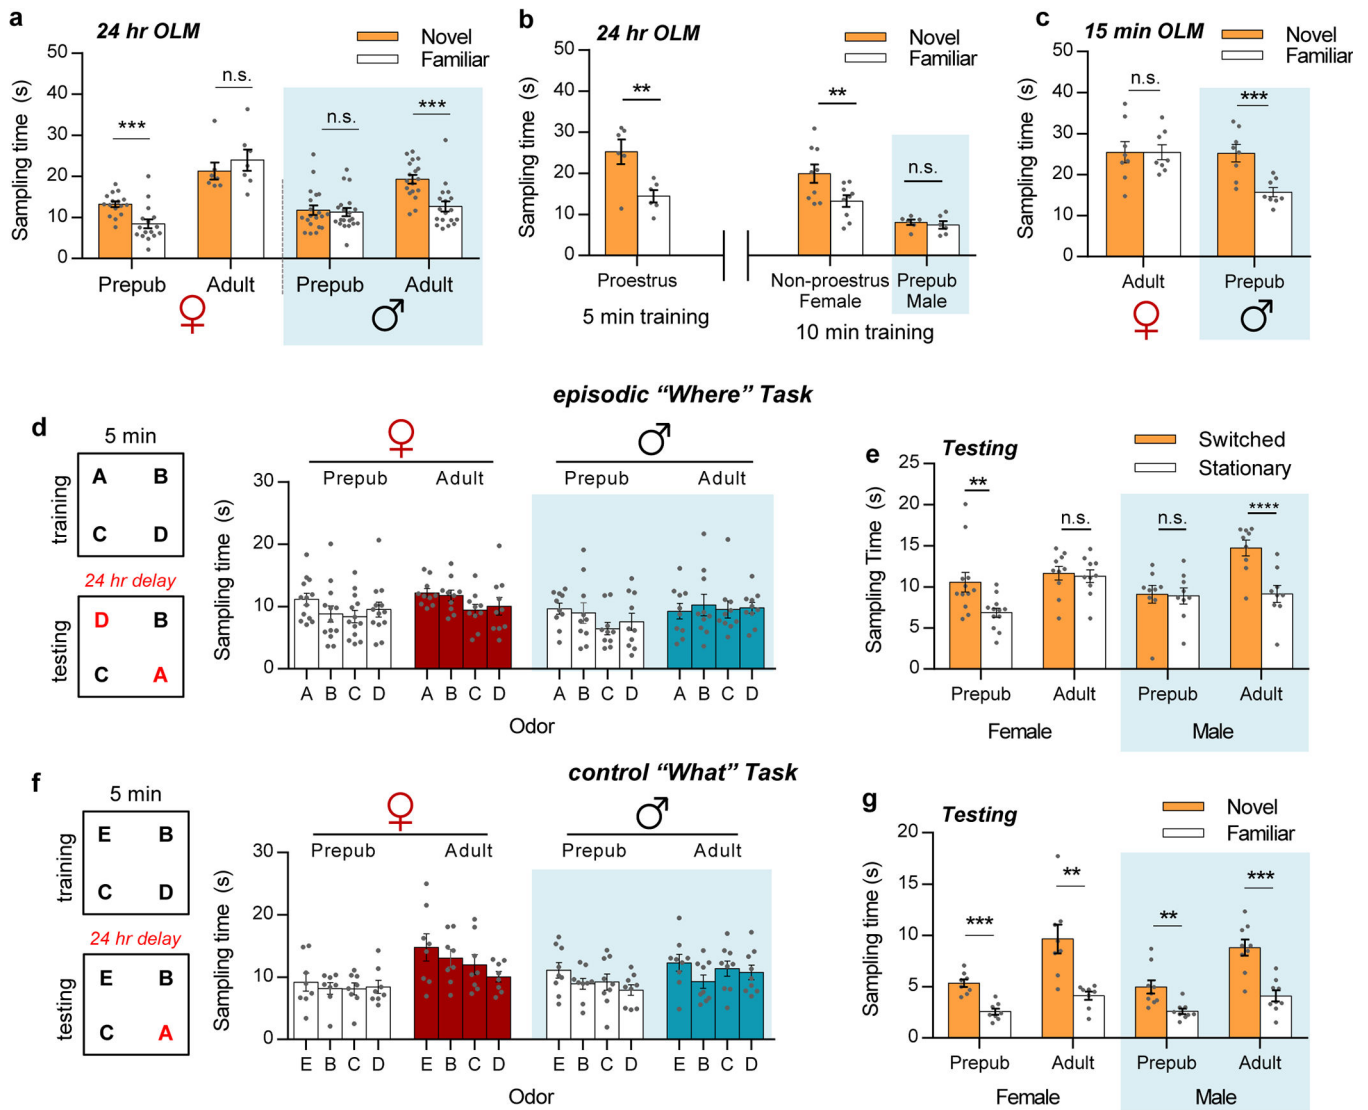 a
24 hr OLM
Novel
Familiar
Sampling time (s)
50
40
30
20
10
0
***
n.s.
n.s.
***
Prepub
Adult
Prepub
Adult
♀
♂
b
24 hr OLM
Novel
Familiar
Sampling time (s)
50
40
30
20
10
0
**
**
n.s.
Proestrus
Non-proestrus
Female
Prepub
Male
5 min training
10 min training
c
15 min OLM
Novel
Familiar
Sampling time (s)
50
40
30
20
10
0
n.s.
***
Adult
Prepub
♀
♂
episodic “Where” Task
d
5 min
training
A B
C D
24 hr delay
testing
D B
C A
♀
♂
Prepub
Adult
Prepub
Adult
Sampling time (s)
30
20
10
0
A B C D
A B C D
A B C D
A B C D
Odor
e
Testing
Switched
Stationary
Sampling Time (s)
25
20
15
10
5
0
**
n.s.
n.s.
****
Prepub
Adult
Prepub
Adult
Female
Male
control “What” Task
f
5 min
training
E B
C D
24 hr delay
testing
E B
C A
♀
♂
Prepub
Adult
Prepub
Adult
Sampling time (s)
30
20
10
0
E B C D
E B C D
E B C D
E B C D
Odor
g
Testing
Novel
Familiar
Sampling time (s)
20
15
10
5
0
***
**
**
***
Prepub
Adult
Prepub
Adult
Female
Male